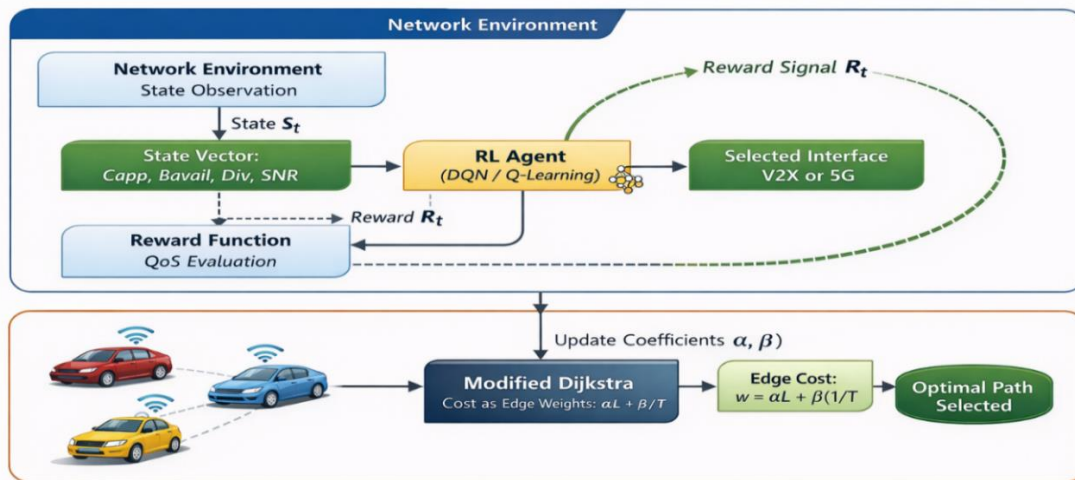 Network Environment
Network Environment
State Observation
Reward Signal Rt
State St
State Vector:
Capp, Bavail, Div, SNR
RL Agent
(DQN / Q-Learning)
Selected Interface
V2X or 5G
Reward Rt
Reward Function
QoS Evaluation
Update Coefficients α, β)
Modified Dijkstra
Cost as Edge Weights: αL + β/T
Edge Cost:
w = αL + β(1/T
Optimal Path
Selected